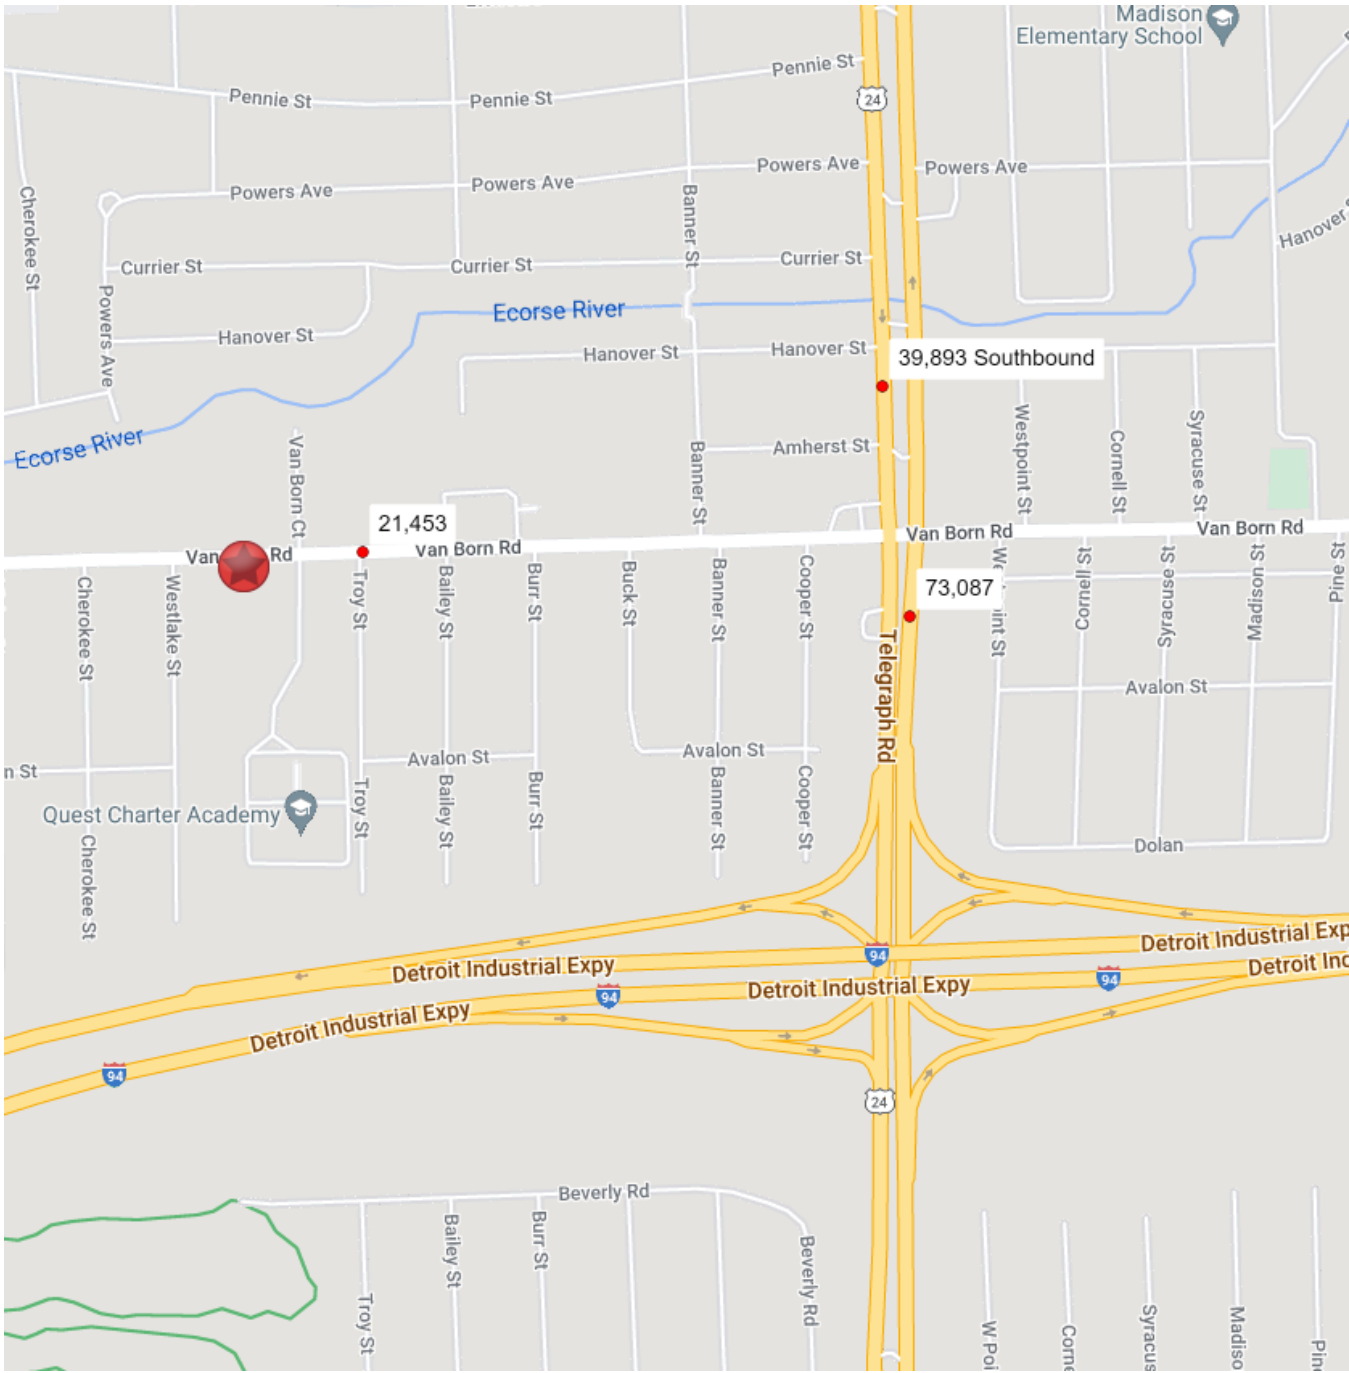 Madison
Elementary School
Pennie St
Pennie St
Pennie St
24
Powers Ave
Powers Ave
Powers Ave
Powers Ave
Cherokee St
Banner St
Hanover
Currier St
Currier St
Currier St
Powers Ave
Ecorse River
Hanover St
Hanover St
Hanover St
39,893 Southbound
Ecorse River
Van Born Ct
Banner St
Amherst St
Westpoint St
Cornell St
Syracuse St
21,453
Van Rd
Van Born Rd
Van Born Rd
Van Born Rd
73,087
Cherokee St
Westlake St
Troy St
Bailey St
Burr St
Buck St
Banner St
Cooper St
Telegraph Rd
Cornell St
Syracuse St
Madison St
Pine St
Avalon St
Avalon St
Avalon St
n St
Troy St
Bailey St
Burr St
Banner St
Cooper St
Quest Charter Academy
Cherokee St
Dolan
Detroit Industrial Exp
Detroit Industrial Expy
94
Detroit Inc
Detroit Industrial Expy
94
94
Detroit Industrial Expy
94
24
Beverly Rd
Bailey St
Burr St
Beverly Rd
Troy St
W Poi
Corne
Syracus
Madiso
Pin